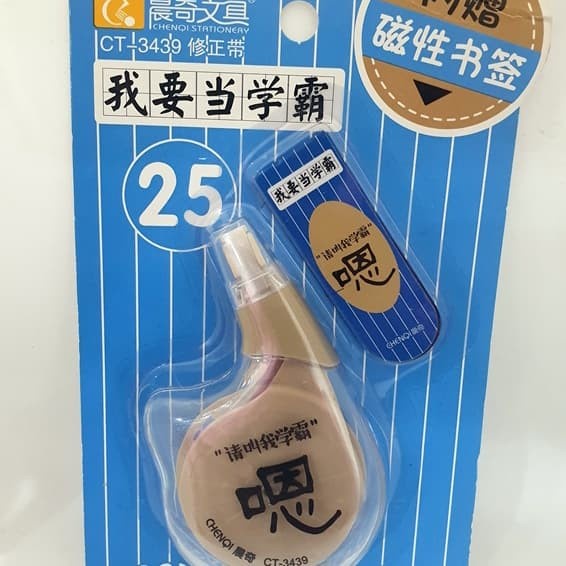 晨奇文具
CHENQI STATIONERY
CT-3439 修正带
我要当学霸
磁性书签
25
我要当学霸
"请叫我学霸"
嗯
CHENQI 晨奇
"请叫我学霸"
嗯
CHENQI 晨奇
CT-3439